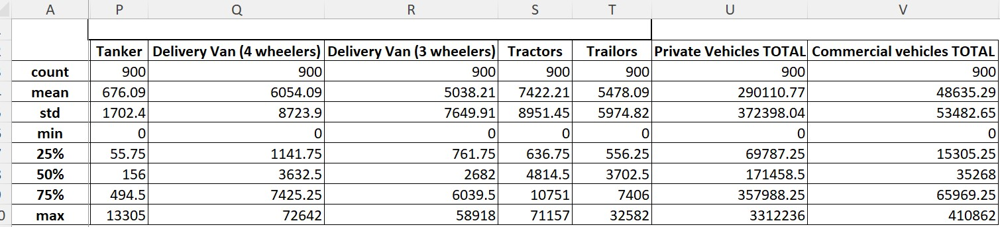 A P Q R S T U V
Tanker Delivery Van (4 wheelers) Delivery Van (3 wheelers) Tractors Trailors Private Vehicles TOTAL Commercial vehicles TOTAL
count 900 900 900 900 900 900 900
mean 676.09 6054.09 5038.21 7422.21 5478.09 290110.77 48635.29
std 1702.4 8723.9 7649.91 8951.45 5974.82 372398.04 53482.65
min 0 0 0 0 0 0 0
25% 55.75 1141.75 761.75 636.75 556.25 69787.25 15305.25
50% 156 3632.5 2682 4814.5 3702.5 171458.5 35268
75% 494.5 7425.25 6039.5 10751 7406 357988.25 65969.25
max 13305 72642 58918 71157 32582 3312236 410862